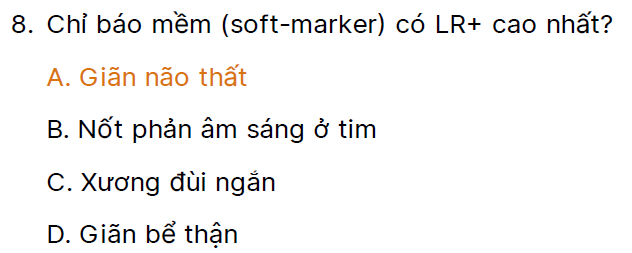 8. Chỉ báo mềm (soft-marker) có LR+ cao nhất?
A. Giãn não thất
B. Nốt phản âm sáng ở tim
C. Xương đùi ngắn
D. Giãn bể thận